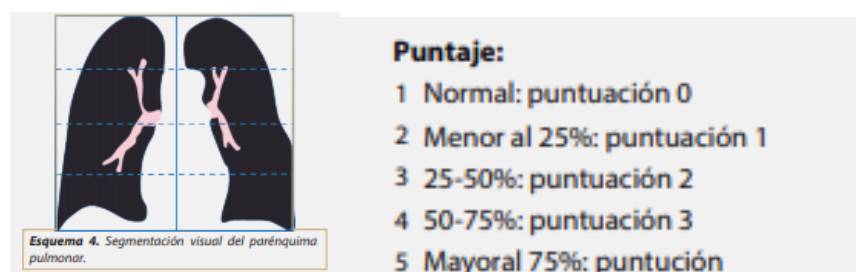 Esquema 4. Segmentación visual del parénquima
pulmonar.
Puntaje:
1 Normal: puntuación 0
2 Menor al 25%: puntuación 1
3 25-50%: puntuación 2
4 50-75%: puntuación 3
5 Mayoral 75%: puntución